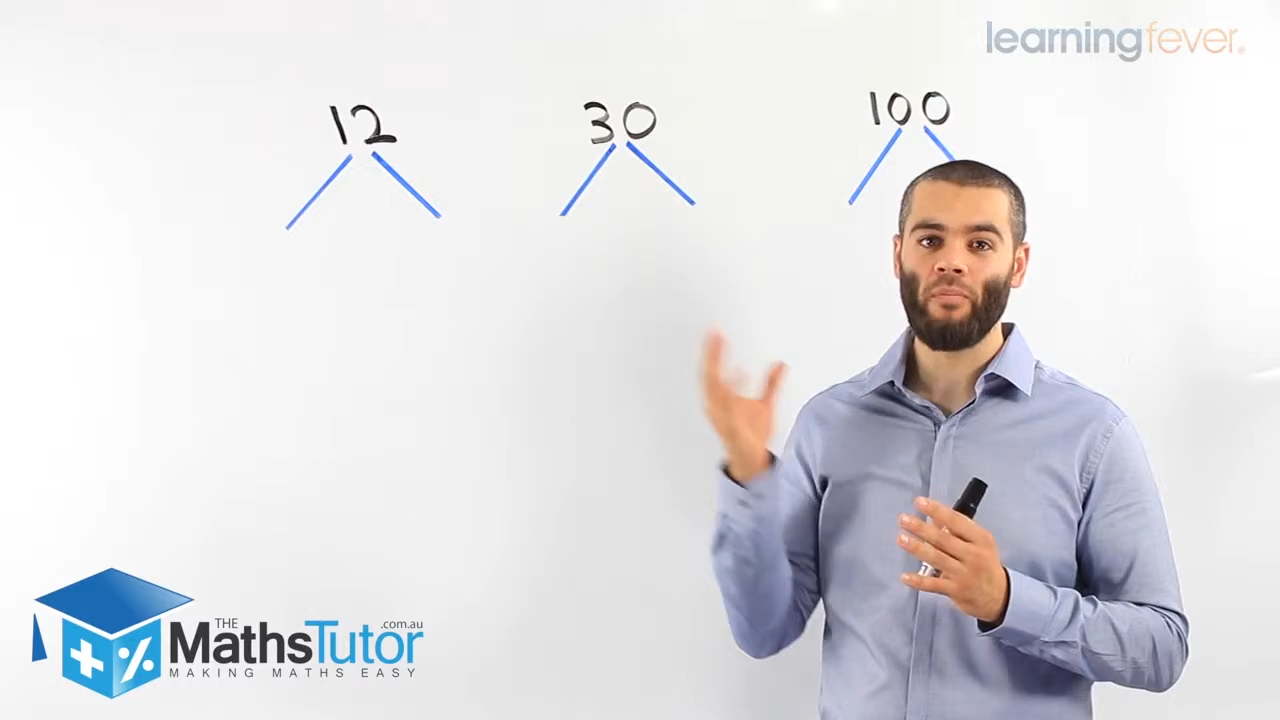 learningfever.
12 30 100
THE .com.au
MathsTutor
MAKING MATHS EASY